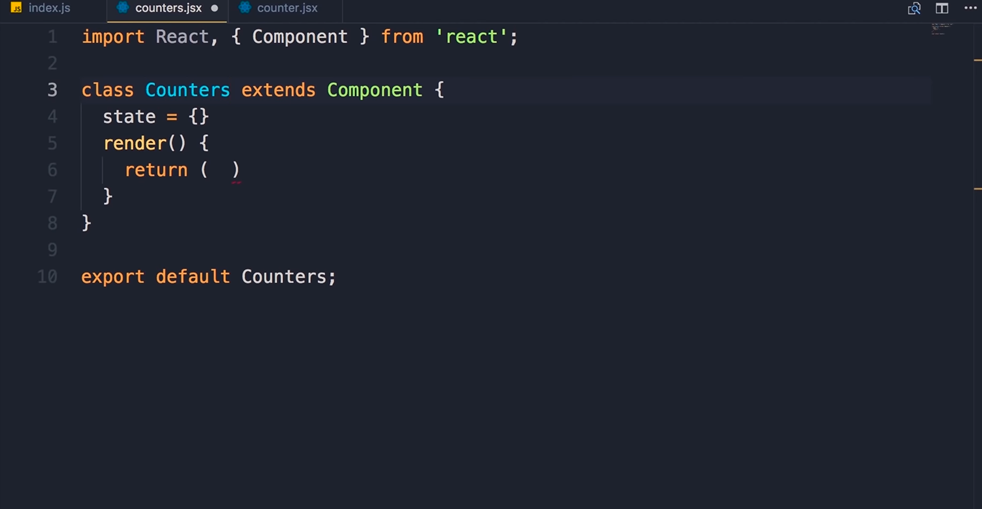 JS index.js counters.jsx counter.jsx
1 import React, { Component } from 'react';
2
3 class Counters extends Component {
4 state = {}
5 render() {
6 return ( )
7 }
8 }
9
10 export default Counters;